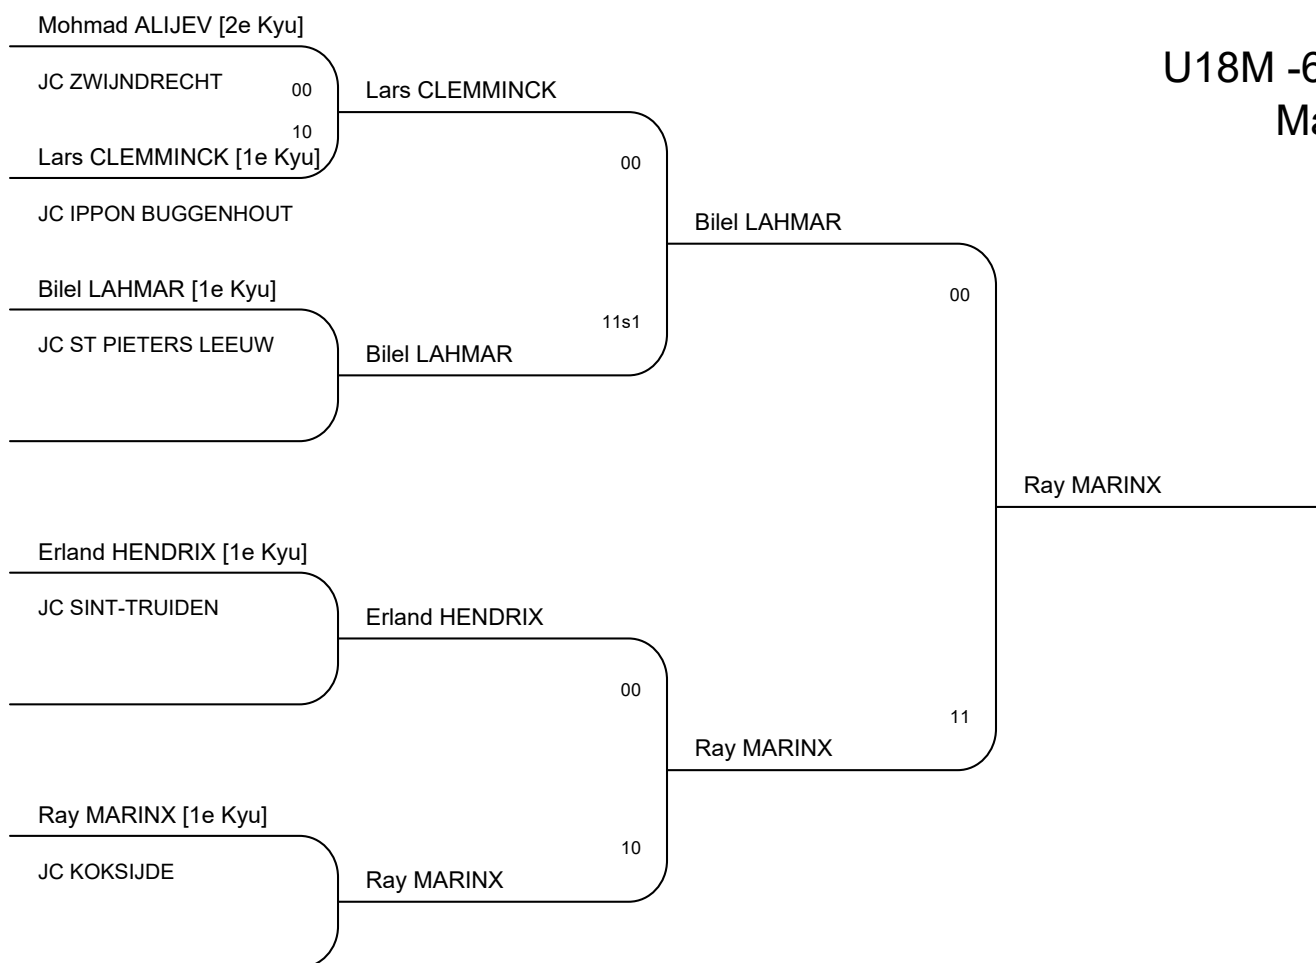 Mohmad ALIJEV [2e Kyu]
JC ZWIJNDRECHT
00
10
Lars CLEMMINCK [1e Kyu]
JC IPPON BUGGENHOUT
Bilel LAHMAR [1e Kyu]
JC ST PIETERS LEEUW
Erland HENDRIX [1e Kyu]
JC SINT-TRUIDEN
Ray MARINX [1e Kyu]
JC KOKSIJDE
Lars CLEMMINCK
00
11s1
Bilel LAHMAR
Erland HENDRIX
00
10
Ray MARINX
Bilel LAHMAR
00
11
Ray MARINX
Ray MARINX
U18M -6
Ma